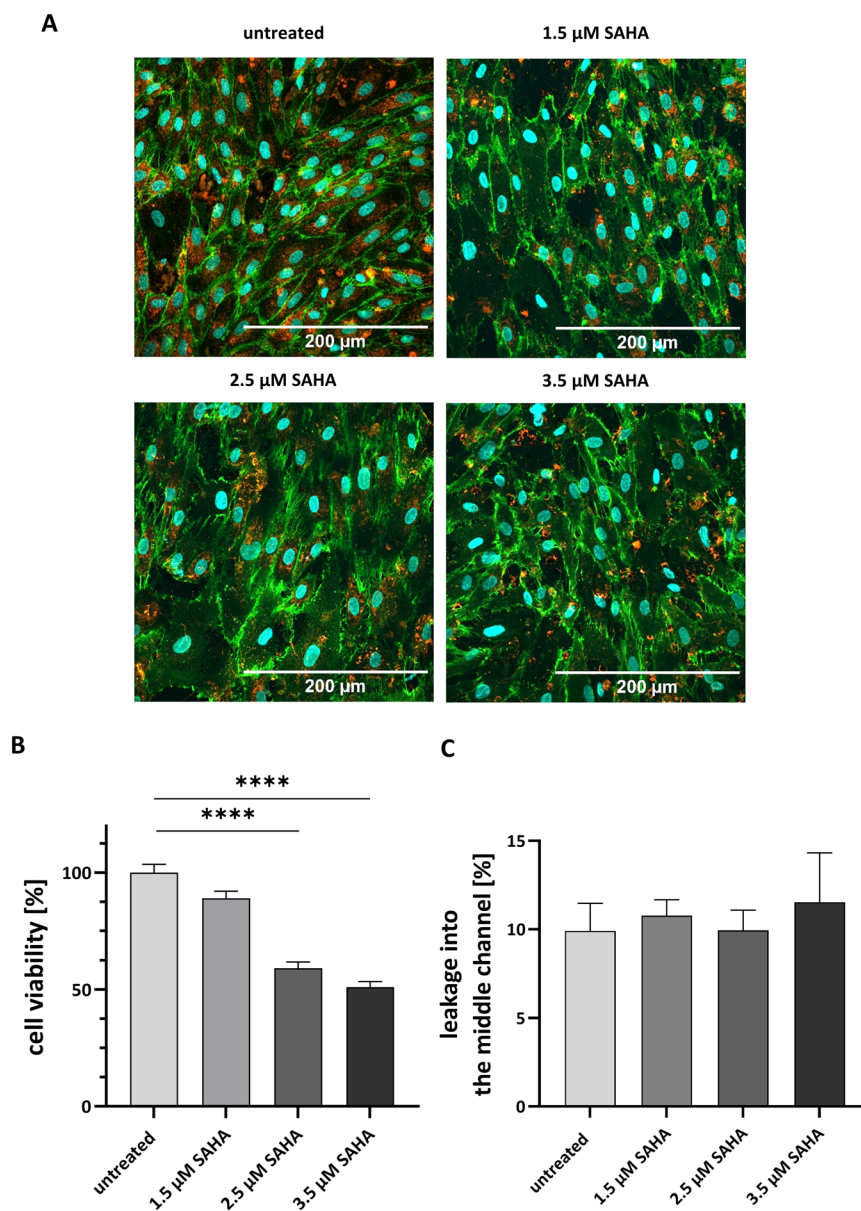 A
untreated
1.5 µM SAHA
200 µm
200 µm
2.5 µM SAHA
3.5 µM SAHA
200 µm
200 µm
B
****
****
cell viability [%]
100
50
0
untreated
1.5 µM SAHA
2.5 µM SAHA
3.5 µM SAHA
C
leakage into
the middle channel [%]
15
10
5
0
untreated
1.5 µM SAHA
2.5 µM SAHA
3.5 µM SAHA